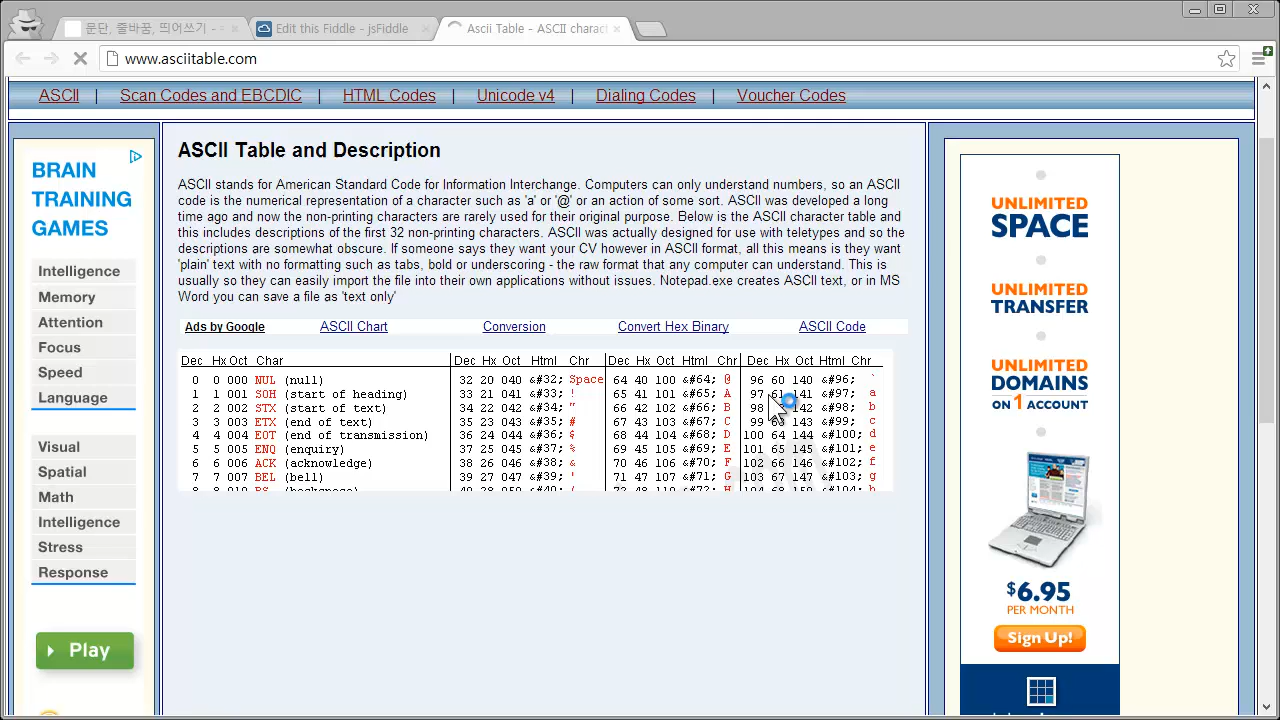 문단, 줄바꿈, 띄어쓰기 -
Edit this Fiddle - jsFiddle
Ascii Table - ASCII charact
www.asciitable.com
ASCII | Scan Codes and EBCDIC | HTML Codes | Unicode v4 | Dialing Codes | Voucher Codes
BRAIN
TRAINING
GAMES
Intelligence
Memory
Attention
Focus
Speed
Language
Visual
Spatial
Math
Intelligence
Stress
Response
Play
ASCII Table and Description
ASCII stands for American Standard Code for Information Interchange. Computers can only understand numbers, so an ASCII
code is the numerical representation of a character such as 'a' or '@' or an action of some sort. ASCII was developed a long
time ago and now the non-printing characters are rarely used for their original purpose. Below is the ASCII character table and
this includes descriptions of the first 32 non-printing characters. ASCII was actually designed for use with teletypes and so the
descriptions are somewhat obscure. If someone says they want your CV however in ASCII format, all this means is they want
'plain' text with no formatting such as tabs, bold or underscoring - the raw format that any computer can understand. This is
usually so they can easily import the file into their own applications without issues. Notepad.exe creates ASCII text, or in MS
Word you can save a file as 'text only'
Ads by Google ASCII Chart Conversion Convert Hex Binary ASCII Code
Dec Hx Oct Char Dec Hx Oct Html Chr Dec Hx Oct Html Chr Dec Hx Oct Html Chr
0 0 000 NUL (null) 32 20 040 &#32; Space 64 40 100 &#64; @ 96 60 140 &#96; `
1 1 001 SOH (start of heading) 33 21 041 &#33; ! 65 41 101 &#65; A 97 61 141 &#97; a
2 2 002 STX (start of text) 34 22 042 &#34; " 66 42 102 &#66; B 98 142 &#98; b
3 3 003 ETX (end of text) 35 23 043 &#35; # 67 43 103 &#67; C 99 63 143 &#99; c
4 4 004 EOT (end of transmission) 36 24 044 &#36; $ 68 44 104 &#68; D 100 64 144 &#100; d
5 5 005 ENQ (enquiry) 37 25 045 &#37; % 69 45 105 &#69; E 101 65 145 &#101; e
6 6 006 ACK (acknowledge) 38 26 046 &#38; & 70 46 106 &#70; F 102 66 146 &#102; f
7 7 007 BEL (bell) 39 27 047 &#39; ' 71 47 107 &#71; G 103 67 147 &#103; g
UNLIMITED
SPACE
UNLIMITED
TRANSFER
UNLIMITED
DOMAINS
ON 1 ACCOUNT
$6.95
PER MONTH
Sign Up!